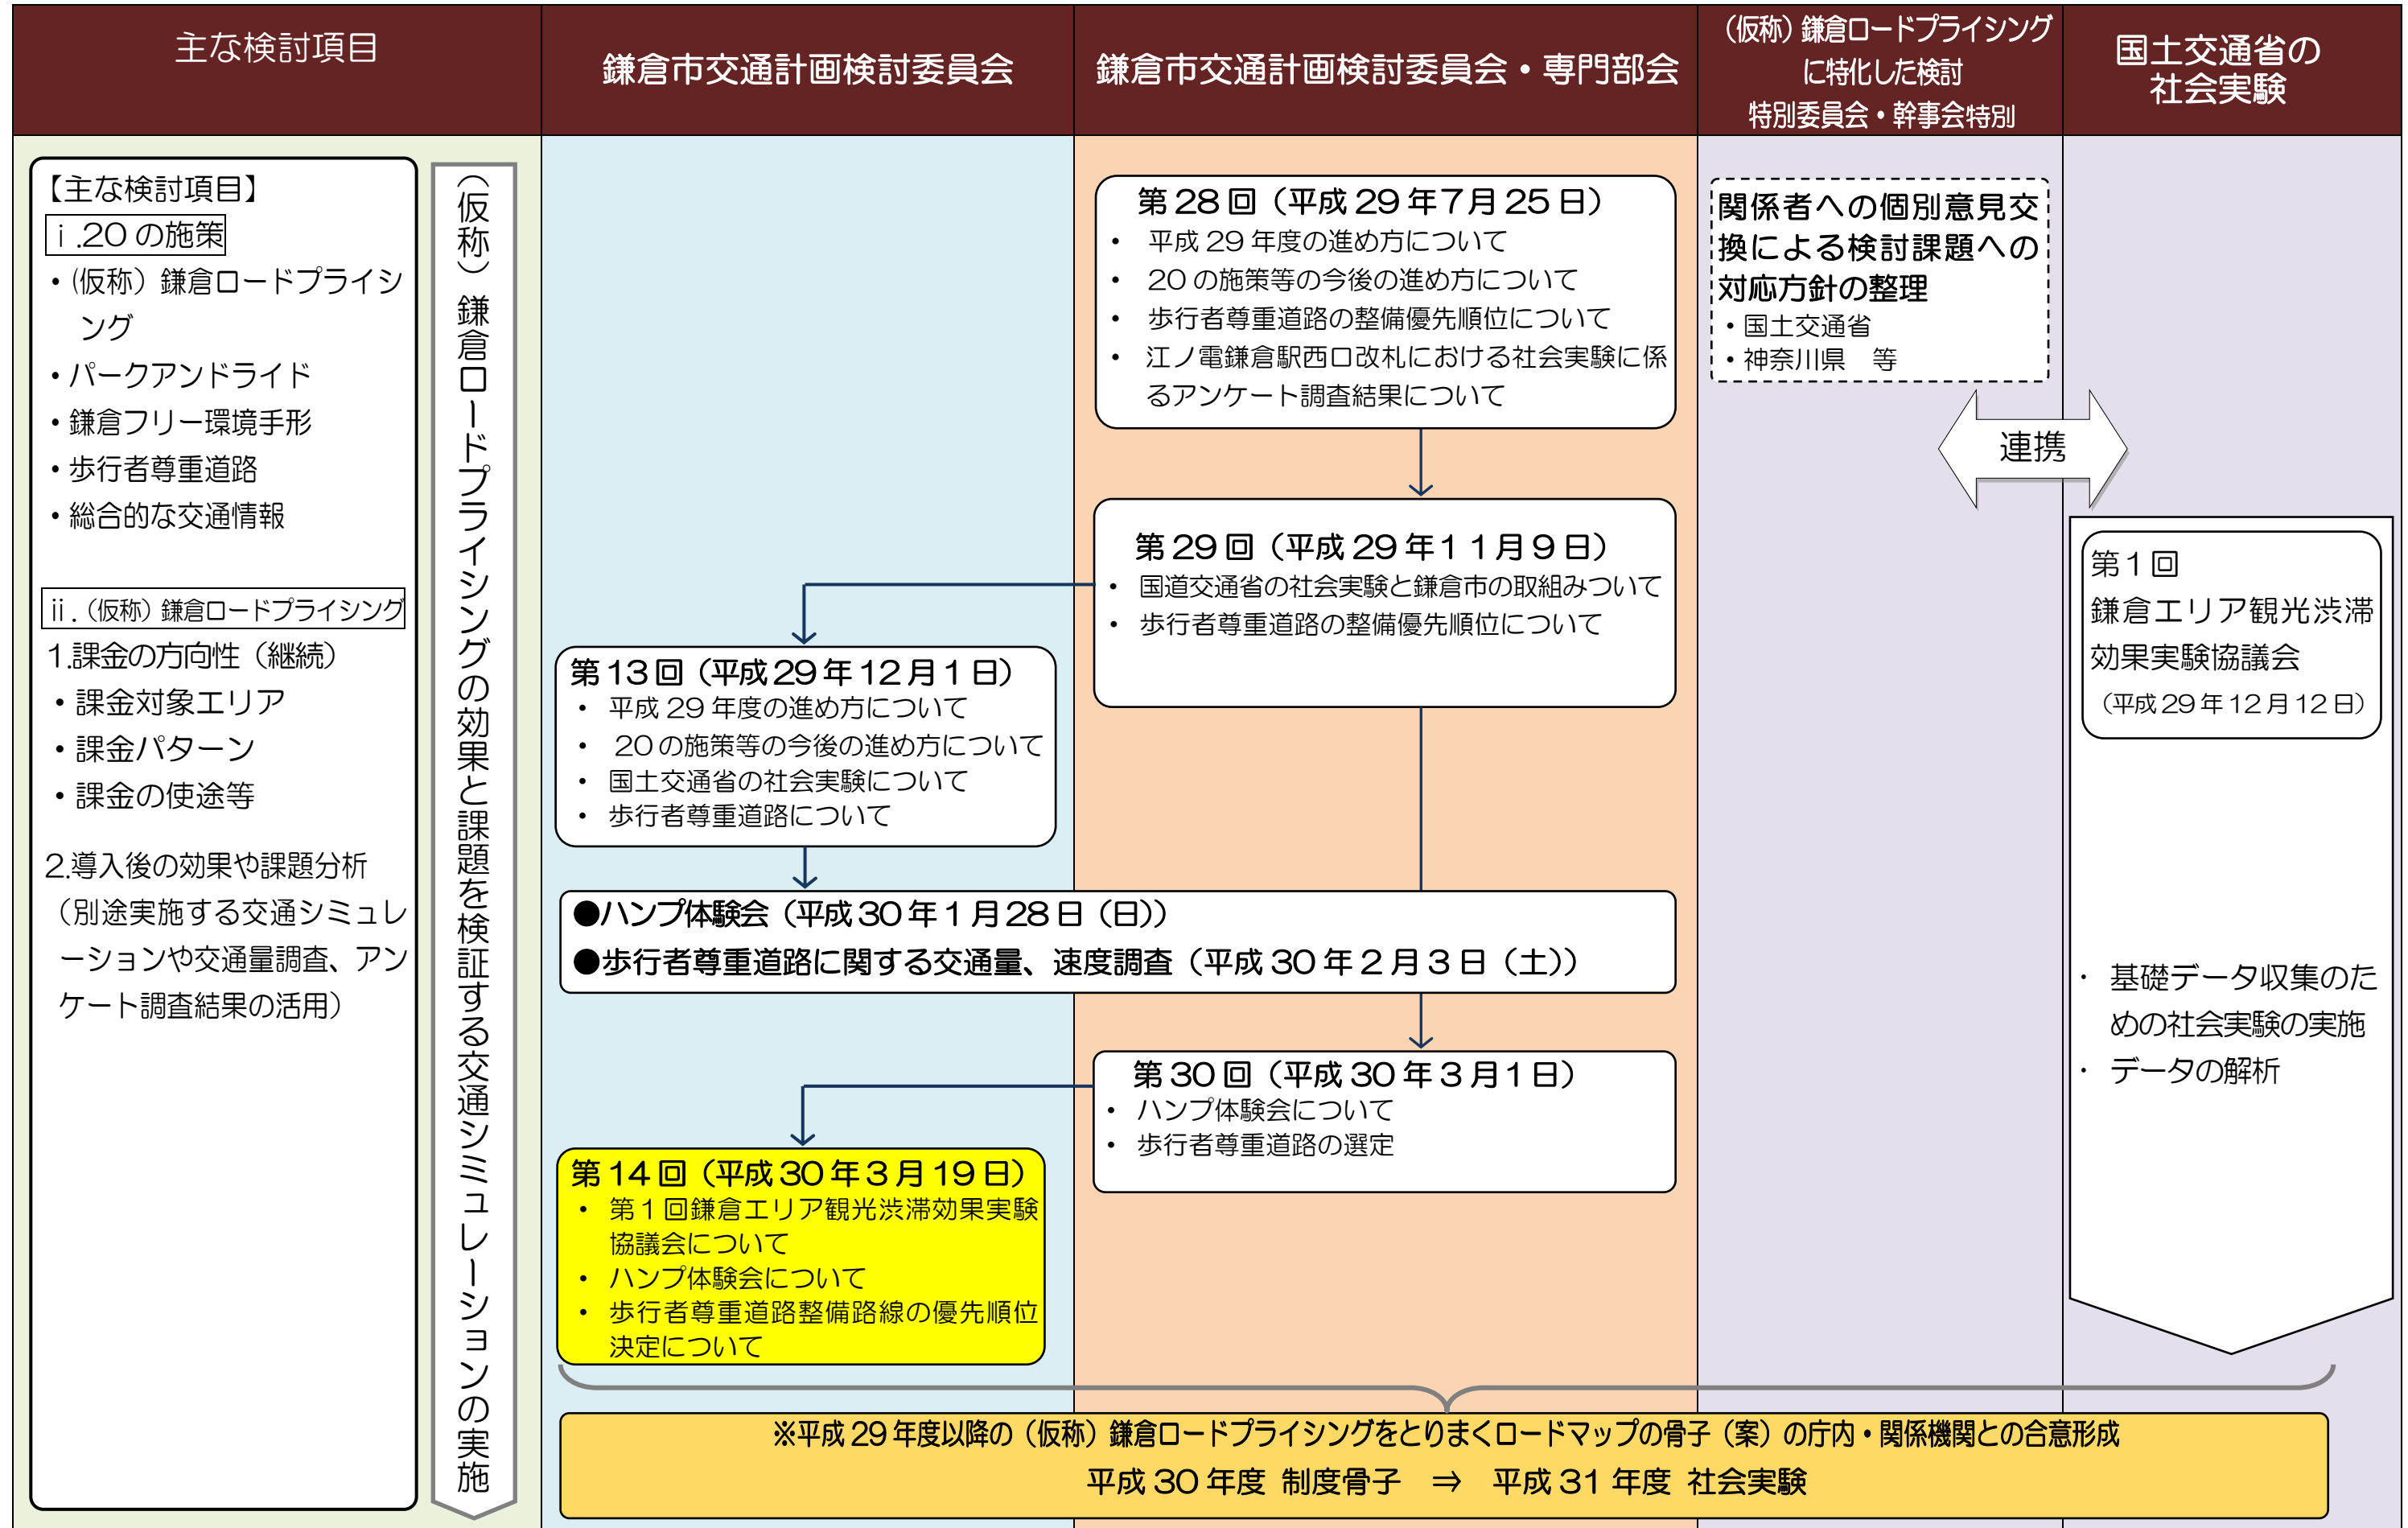 主な検討項目
鎌倉市交通計画検討委員会
鎌倉市交通計画検討委員会・専門部会
（仮称）鎌倉ロードプライシング
に特化した検討
特別委員会・幹事会特別
国土交通省の
社会実験
【主な検討項目】
ⅰ.20の施策
・(仮称）鎌倉ロードプライシ
ング
・パークアンドライド
・鎌倉フリー環境手形
・歩行者尊重道路
・総合的な交通情報
ⅱ.（仮称）鎌倉ロードプライシング
1.課金の方向性（継続）
・課金対象エリア
・課金パターン
・課金の使途等
2.導入後の効果や課題分析
（別途実施する交通シミュレ
ーションや交通量調査、アン
ケート調査結果の活用）
（仮称）鎌倉ロードプライシングの効果と課題を検証する交通シミュレーションの実施
第28回（平成29年7月25日）
・ 平成29年度の進め方について
・ 20の施策等の今後の進め方について
・ 歩行者尊重道路の整備優先順位について
・ 江ノ電鎌倉駅西口改札における社会実験に係
るアンケート調査結果について
第29回（平成29年11月9日）
・ 国道交通省の社会実験と鎌倉市の取組みついて
・ 歩行者尊重道路の整備優先順位について
第13回（平成29年12月1日）
・ 平成29年度の進め方について
・ 20の施策等の今後の進め方について
・ 国土交通省の社会実験について
・ 歩行者尊重道路について
●ハンプ体験会（平成30年1月28日（日））
●歩行者尊重道路に関する交通量、速度調査（平成30年2月3日（土））
第30回（平成30年3月1日）
・ ハンプ体験会について
・ 歩行者尊重道路の選定
第14回（平成30年3月19日）
・ 第1回鎌倉エリア観光渋滞効果実験
協議会について
・ ハンプ体験会について
・ 歩行者尊重道路整備路線の優先順位
決定について
関係者への個別意見交
換による検討課題への
対応方針の整理
・国土交通省
・神奈川県　等
連携
第1回
鎌倉エリア観光渋滞
効果実験協議会
（平成29年12月12日）
・ 基礎データ収集のた
めの社会実験の実施
・ データの解析
※平成29年度以降の（仮称）鎌倉ロードプライシングをとりまくロードマップの骨子（案）の庁内・関係機関との合意形成
平成30年度 制度骨子　⇒　平成31年度 社会実験